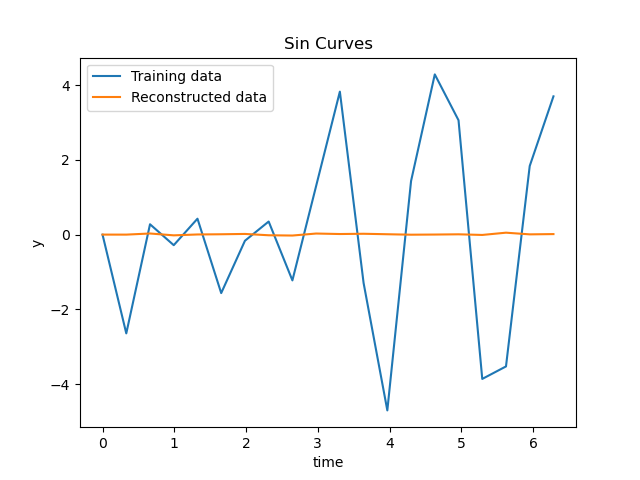 Sin Curves
Training data
Reconstructed data
4
2
0
−2
−4
y
0 1 2 3 4 5 6
time